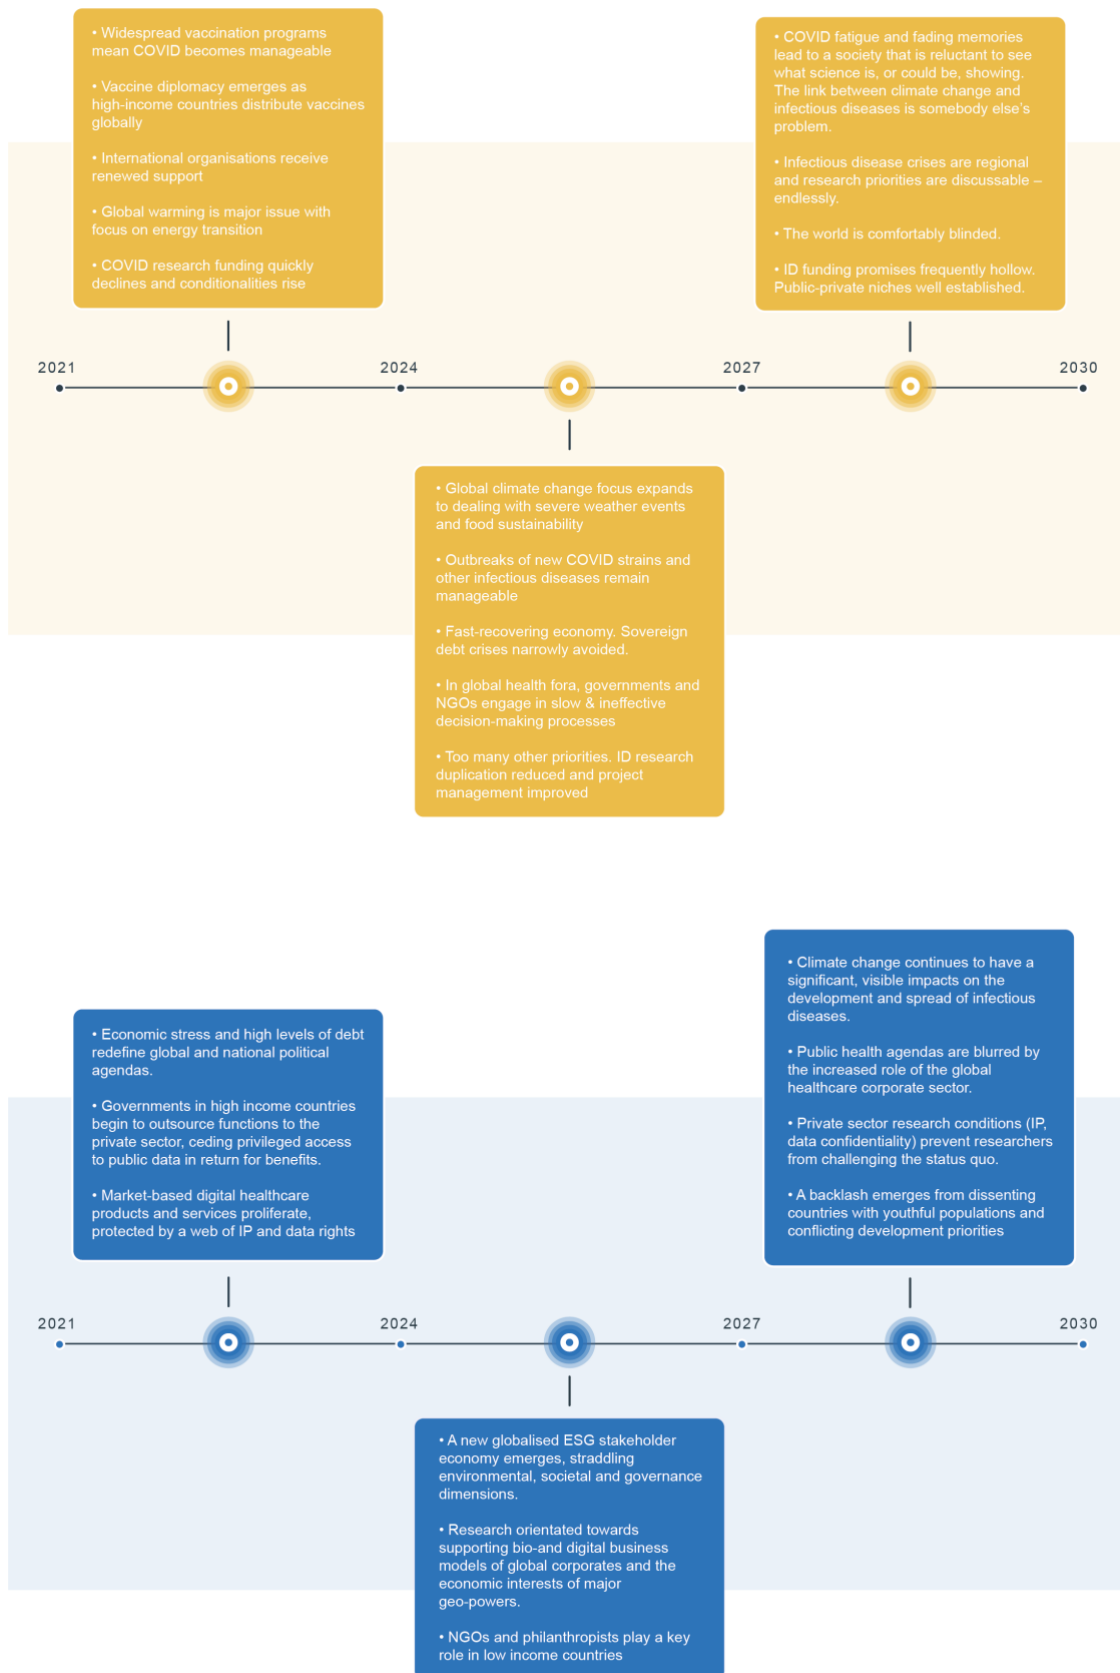 • Widespread vaccination programs
mean COVID becomes manageable
• Vaccine diplomacy emerges as
high-income countries distribute vaccines
globally
• International organisations receive
renewed support
• Global warming is major issue with
focus on energy transition
• COVID research funding quickly
declines and conditionalities rise
• COVID fatigue and fading memories
lead to a society that is reluctant to see
what science is, or could be, showing.
The link between climate change and
infectious diseases is somebody else’s
problem.
• Infectious disease crises are regional
and research priorities are discussable –
endlessly.
• The world is comfortably blinded.
• ID funding promises frequently hollow.
Public-private niches well established.
2021 2024 2027 2030
• Global climate change focus expands
to dealing with severe weather events
and food sustainability
• Outbreaks of new COVID strains and
other infectious diseases remain
manageable
• Fast-recovering economy. Sovereign
debt crises narrowly avoided.
• In global health fora, governments and
NGOs engage in slow & ineffective
decision-making processes
• Too many other priorities. ID research
duplication reduced and project
management improved
• Economic stress and high levels of debt
redefine global and national political
agendas.
• Governments in high income countries
begin to outsource functions to the
private sector, ceding privileged access
to public data in return for benefits.
• Market-based digital healthcare
products and services proliferate,
protected by a web of IP and data rights
• Climate change continues to have a
significant, visible impacts on the
development and spread of infectious
diseases.
• Public health agendas are blurred by
the increased role of the global
healthcare corporate sector.
• Private sector research conditions (IP,
data confidentiality) prevent researchers
from challenging the status quo.
• A backlash emerges from dissenting
countries with youthful populations and
conflicting development priorities
2021 2024 2027 2030
• A new globalised ESG stakeholder
economy emerges, straddling
environmental, societal and governance
dimensions.
• Research orientated towards
supporting bio-and digital business
models of global corporates and the
economic interests of major
geo-powers.
• NGOs and philanthropists play a key
role in low income countries